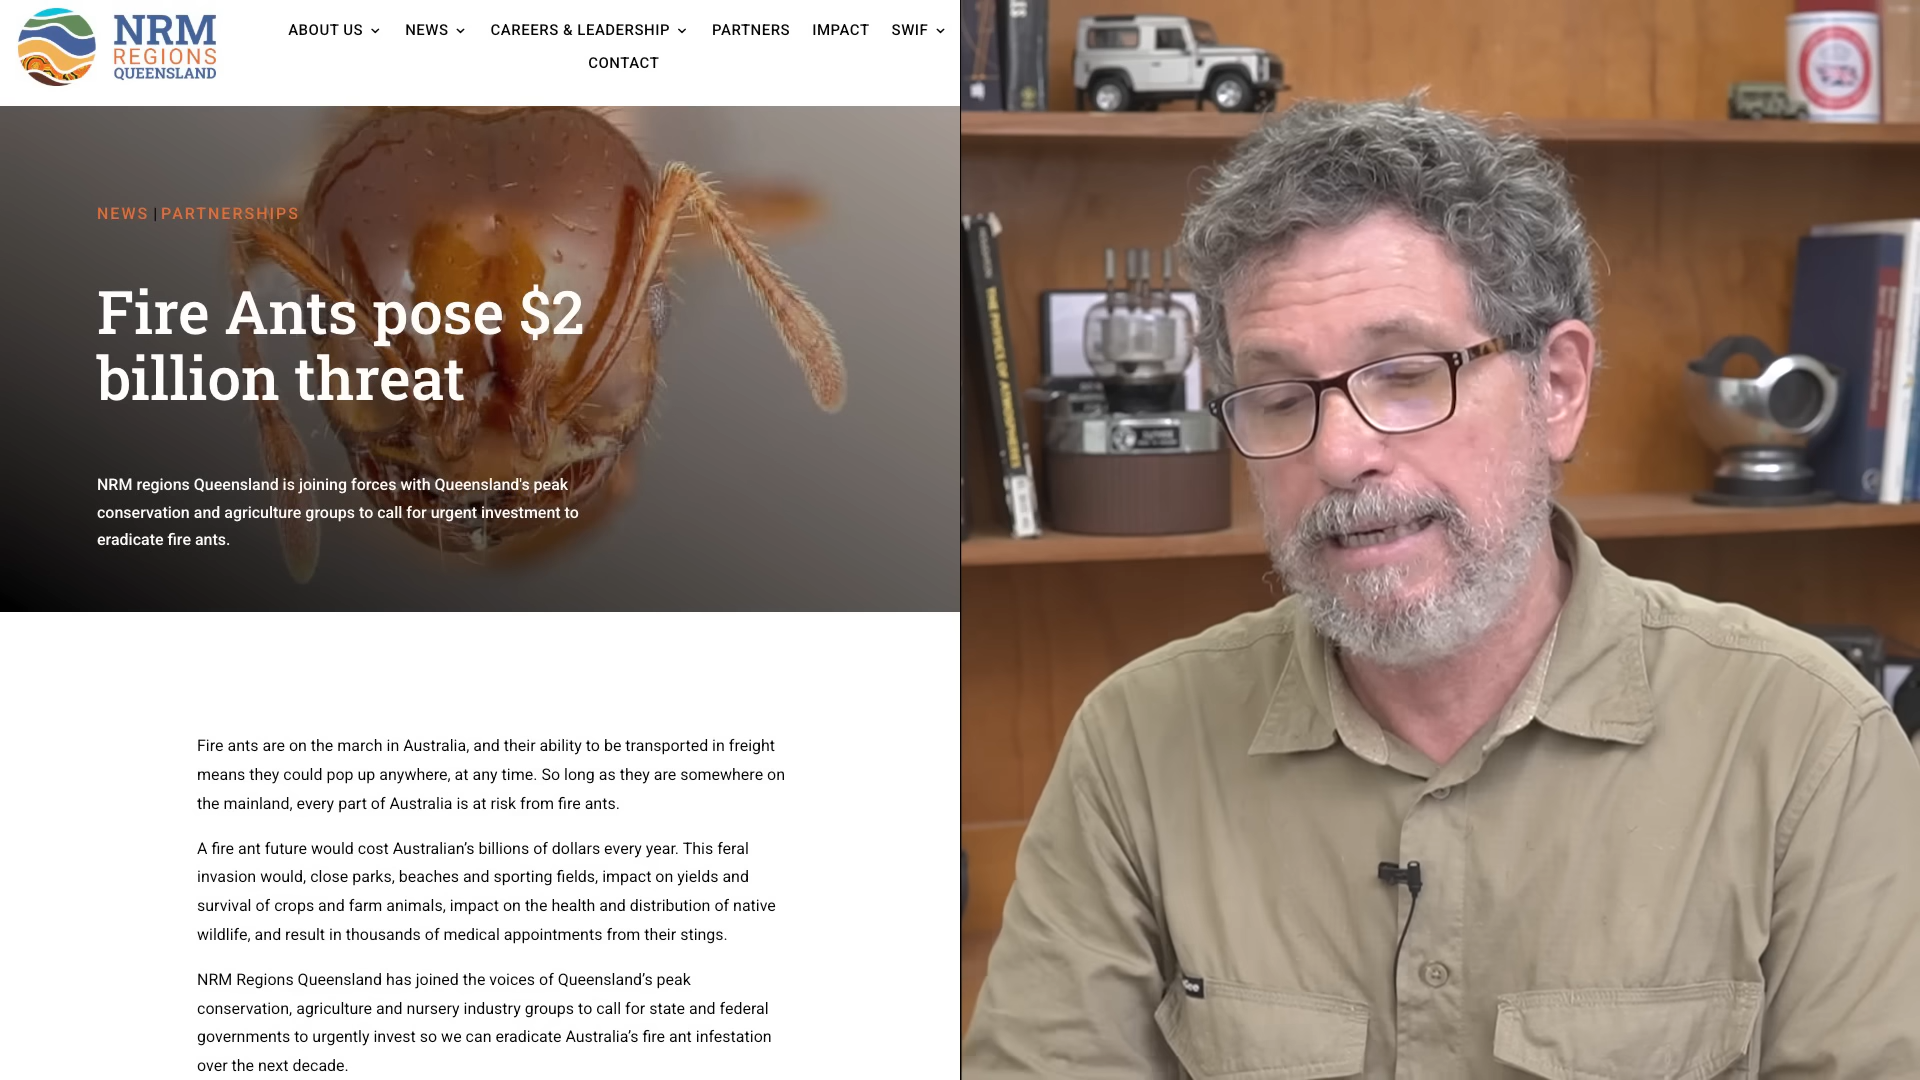 NRM
REGIONS
QUEENSLAND
ABOUT US
NEWS
CAREERS & LEADERSHIP
PARTNERS
IMPACT
SWIF
CONTACT
NEWS | PARTNERSHIPS
Fire Ants pose $2
billion threat
NRM regions Queensland is joining forces with Queensland's peak
conservation and agriculture groups to call for urgent investment to
eradicate fire ants.
Fire ants are on the march in Australia, and their ability to be transported in freight
means they could pop up anywhere, at any time. So long as they are somewhere on
the mainland, every part of Australia is at risk from fire ants.
A fire ant future would cost Australian’s billions of dollars every year. This feral
invasion would, close parks, beaches and sporting fields, impact on yields and
survival of crops and farm animals, impact on the health and distribution of native
wildlife, and result in thousands of medical appointments from their stings.
NRM Regions Queensland has joined the voices of Queensland’s peak
conservation, agriculture and nursery industry groups to call for state and federal
governments to urgently invest so we can eradicate Australia’s fire ant infestation
over the next decade.